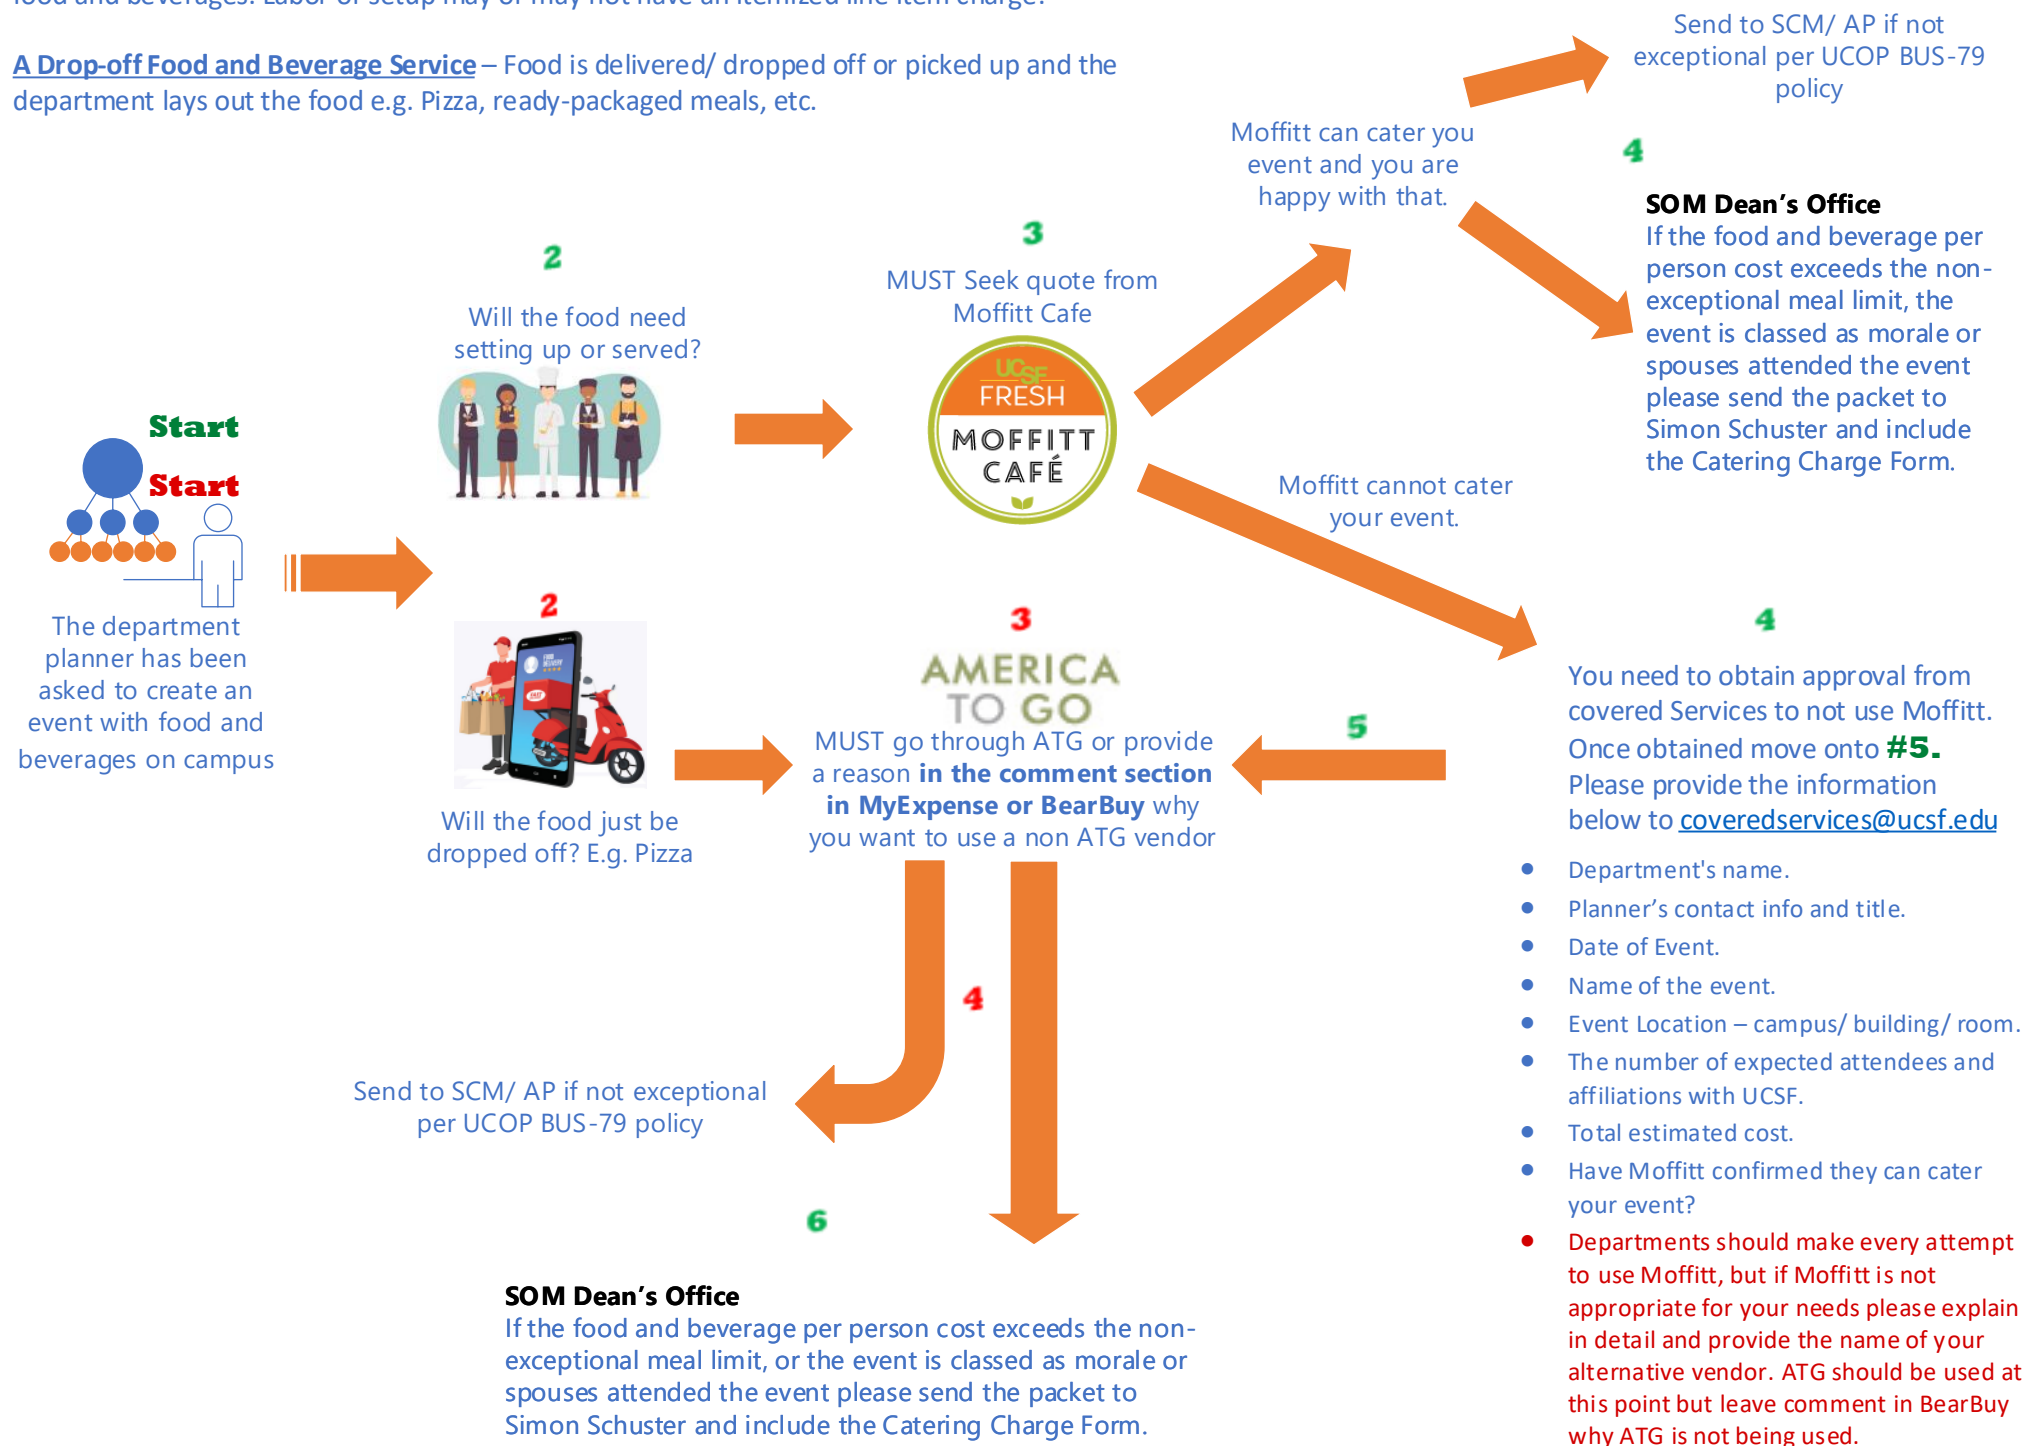 A Drop-off Food and Beverage Service – Food is delivered/ dropped off or picked up and the
department lays out the food e.g. Pizza, ready-packaged meals, etc.
Start
Start
The department
planner has been
asked to create an
event with food and
beverages on campus
2
Will the food need
setting up or served?
3
MUST Seek quote from
Moffitt Cafe
UCSF
FRESH
MOFFITT
CAFÉ
Moffitt can cater you
event and you are
happy with that.
Send to SCM/ AP if not
exceptional per UCOP BUS-79
policy
4
SOM Dean's Office
If the food and beverage per
person cost exceeds the non-
exceptional meal limit, the
event is classed as morale or
spouses attended the event
please send the packet to
Simon Schuster and include
the Catering Charge Form.
Moffitt cannot cater
your event.
4
You need to obtain approval from
covered Services to not use Moffitt.
Once obtained move onto #5.
Please provide the information
below to coveredservices@ucsf.edu
• Department's name.
• Planner's contact info and title.
• Date of Event.
• Name of the event.
• Event Location – campus/ building/ room.
• The number of expected attendees and
affiliations with UCSF.
• Total estimated cost.
• Have Moffitt confirmed they can cater
your event?
• Departments should make every attempt
to use Moffitt, but if Moffitt is not
appropriate for your needs please explain
in detail and provide the name of your
alternative vendor. ATG should be used at
this point but leave comment in BearBuy
why ATG is not being used.
5
2
FOOD
DELIVERY
Will the food just be
dropped off? E.g. Pizza
3
AMERICA
TO GO
MUST go through ATG or provide
a reason in the comment section
in MyExpense or BearBuy why
you want to use a non ATG vendor
4
Send to SCM/ AP if not exceptional
per UCOP BUS-79 policy
6
SOM Dean's Office
If the food and beverage per person cost exceeds the non-
exceptional meal limit, or the event is classed as morale or
spouses attended the event please send the packet to
Simon Schuster and include the Catering Charge Form.